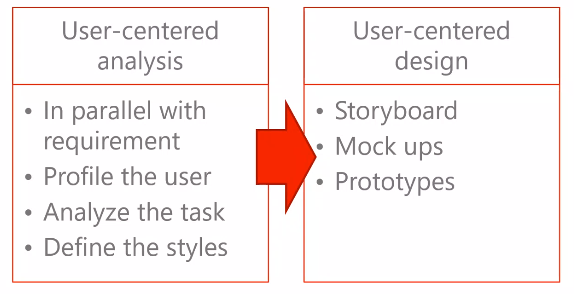 User-centered
analysis
• In parallel with
requirement
• Profile the user
• Analyze the task
• Define the styles
User-centered
design
• Storyboard
• Mock ups
• Prototypes